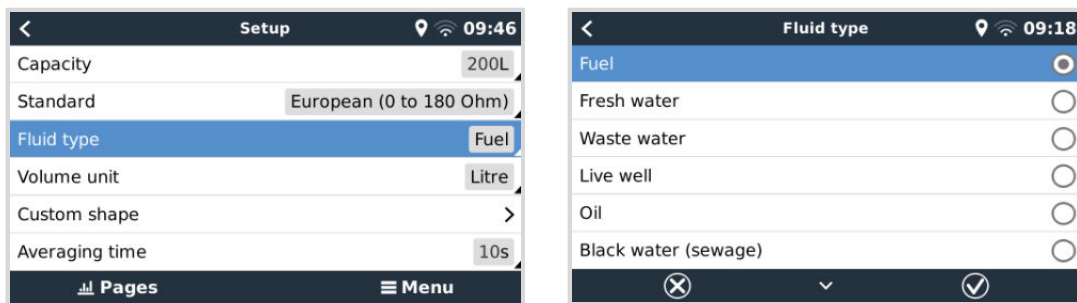 Setup 09:46
Capacity 200L
Standard European (0 to 180 Ohm)
Fluid type Fuel
Volume unit Litre
Custom shape
Averaging time 10s
Pages Menu
Fluid type 09:18
Fuel
Fresh water
Waste water
Live well
Oil
Black water (sewage)